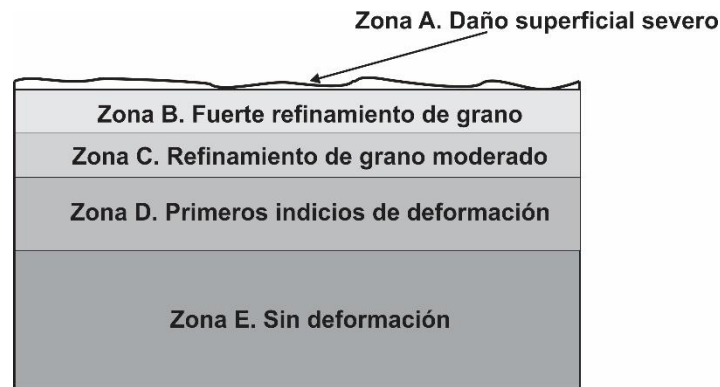 Zona A. Daño superficial severo
Zona B. Fuerte refinamiento de grano
Zona C. Refinamiento de grano moderado
Zona D. Primeros indicios de deformación
Zona E. Sin deformación